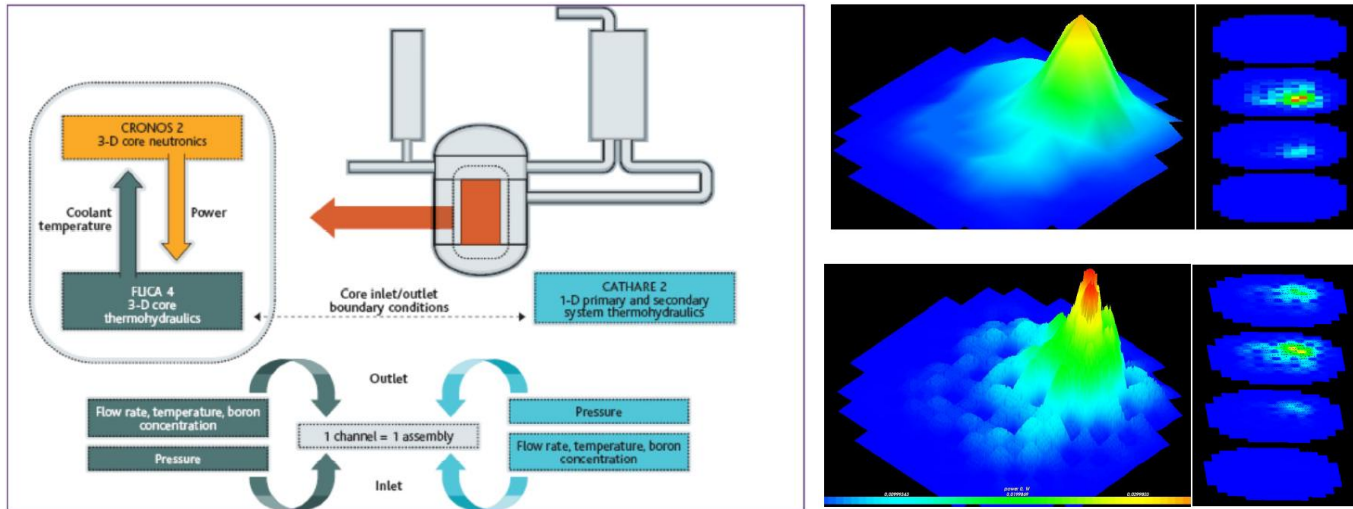 CRONOS 2
3-D core neutronics
Coolant
temperature
Power
FLICA 4
3-D core
thermohydraulics
Core inlet/outlet
boundary conditions
CATHARE 2
1-D primary and secondary
system thermohydraulics
Outlet
Flow rate, temperature, boron
concentration
Pressure
1 channel = 1 assembly
Pressure
Flow rate, temperature, boron
concentration
Inlet